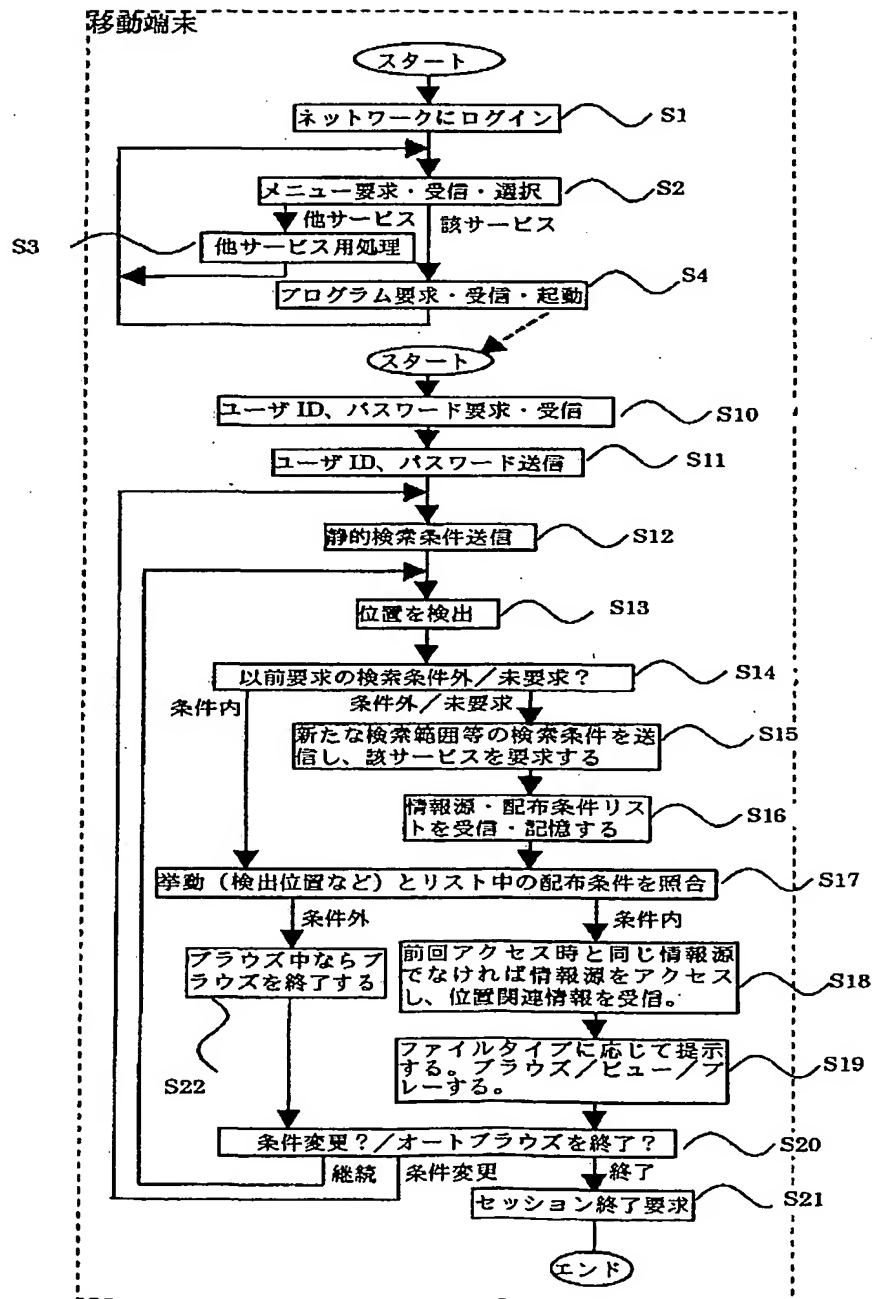 移動端末
スタート
ネットワークにログイン
S1
メニュー要求・受信・選択
S2
他サービス
該サービス
S3
他サービス用処理
プログラム要求・受信・起動
S4
スタート
ユーザ ID、パスワード要求・受信
S10
ユーザ ID、パスワード送信
S11
静的検索条件送信
S12
位置を検出
S13
以前要求の検索条件外／未要求？
S14
条件内
条件外／未要求
新たな検索範囲等の検索条件を送
信し、該サービスを要求する
S15
情報源・配布条件リス
トを受信・記憶する
S16
挙動（検出位置など）とリスト中の配布条件を照合
S17
条件外
条件内
ブラウズ中ならブ
ラウズを終了する
S22
前回アクセス時と同じ情報源
でなければ情報源をアクセス
し、位置関連情報を受信。
S18
ファイルタイプに応じて提示
する。ブラウズ／ビュー／プ
レーする。
S19
条件変更？／オートブラウズを終了？
S20
継続
条件変更
終了
セッション終了要求
S21
エンド